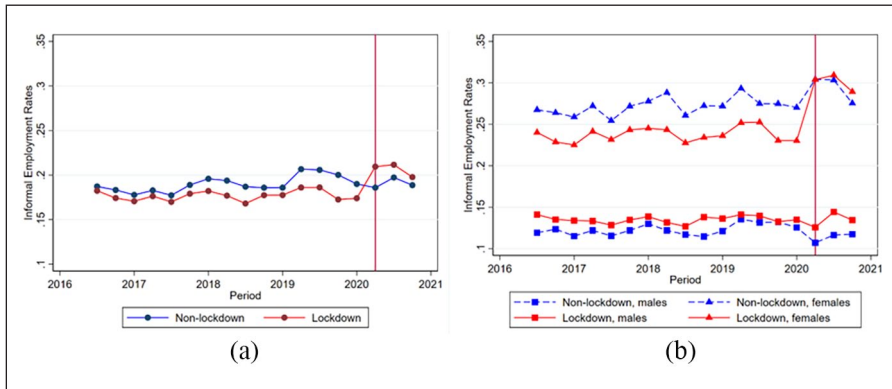 Informal Employment Rates
.35
.3
.25
.2
.15
.1
2016 2017 2018 2019 2020 2021
Period
Non-lockdown Lockdown
(a)
Informal Employment Rates
.35
.3
.25
.2
.15
.1
2016 2017 2018 2019 2020 2021
Period
Non-lockdown, males Non-lockdown, females
Lockdown, males Lockdown, females
(b)